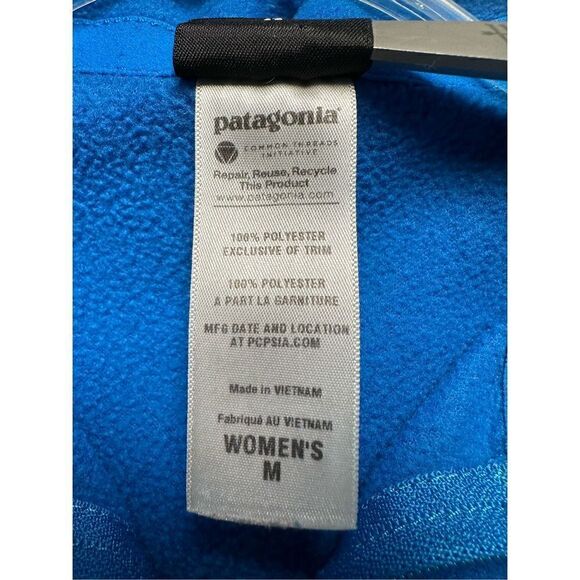 patagonia®
COMMON THREADS
INITIATIVE
Repair, Reuse, Recycle
This Product
www.patagonia.com
100% POLYESTER
EXCLUSIVE OF TRIM
100% POLYESTER
A PART LA GARNITURE
MFG DATE AND LOCATION
AT PCPSIA.COM
Made in VIETNAM
Fabriqué AU VIETNAM
WOMEN'S
M